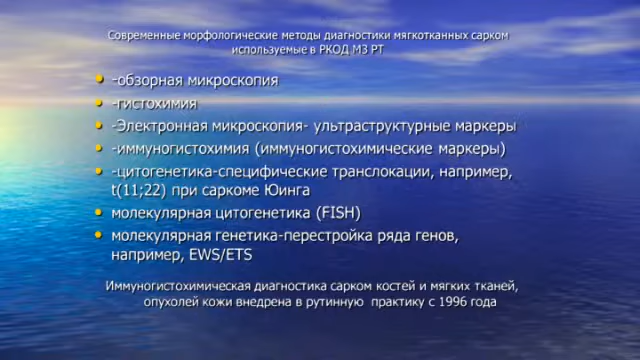 Современные морфологические методы диагностики мягкотканных сарком
используемые в РКОД МЗ РТ
-обзорная микроскопия
-гистохимия
-Электронная микроскопия- ультраструктурные маркеры
-иммуногистохимия (иммуногистохимические маркеры)
-цитогенетика-специфические транслокации, например,
t(11;22) при саркоме Юинга
молекулярная цитогенетика (FISH)
молекулярная генетика-перестройка ряда генов,
например, EWS/ETS
Иммуногистохимическая диагностика сарком костей и мягких тканей,
опухолей кожи внедрена в рутинную практику с 1996 года